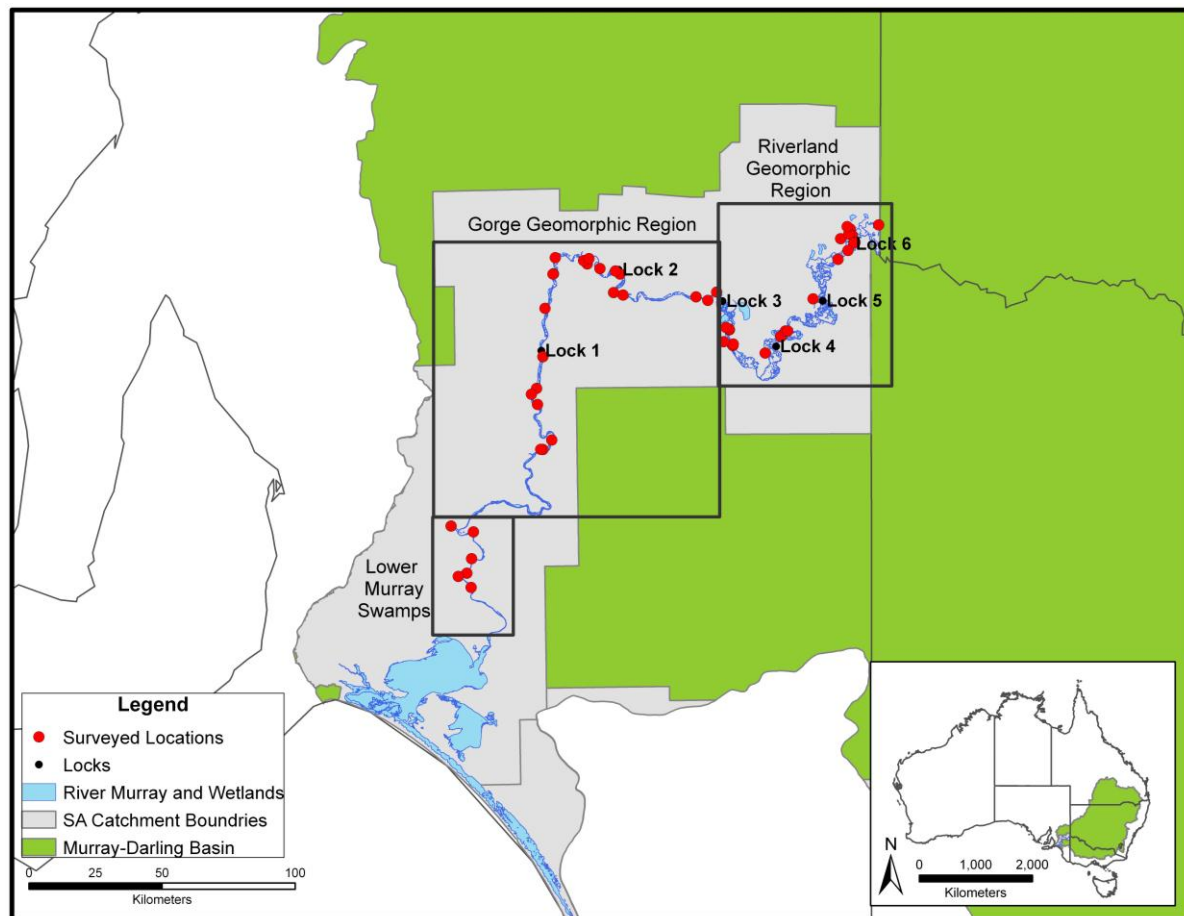 Riverland
Geomorphic
Region
Gorge Geomorphic Region
Lock 6
Lock 2
Lock 3
Lock 5
Lock 4
Lock 1
Lower
Murray
Swamps
Legend
Surveyed Locations
Locks
River Murray and Wetlands
SA Catchment Boundries
Murray-Darling Basin
0 50 100
Kilometers
N
0 1,000 2,000
Kilometers